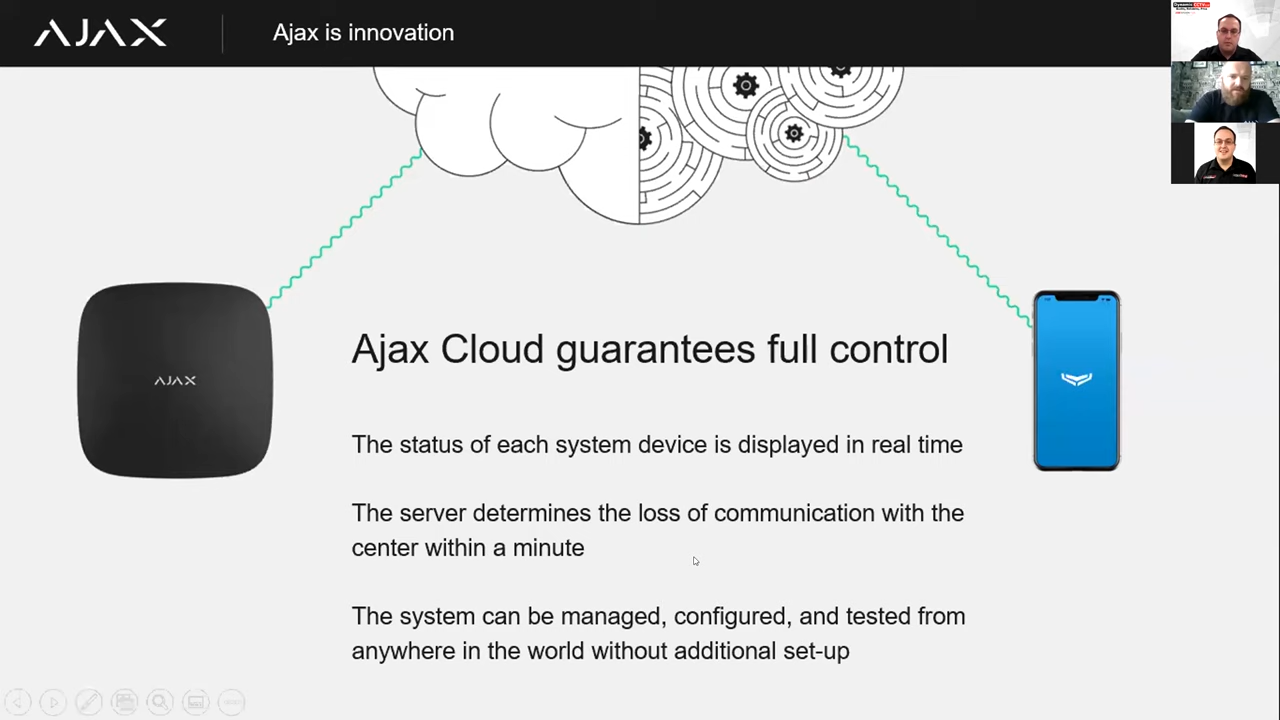 AJAX
Ajax is innovation
AJAX
Ajax Cloud guarantees full control
The status of each system device is displayed in real time
The server determines the loss of communication with the
center within a minute
The system can be managed, configured, and tested from
anywhere in the world without additional set-up